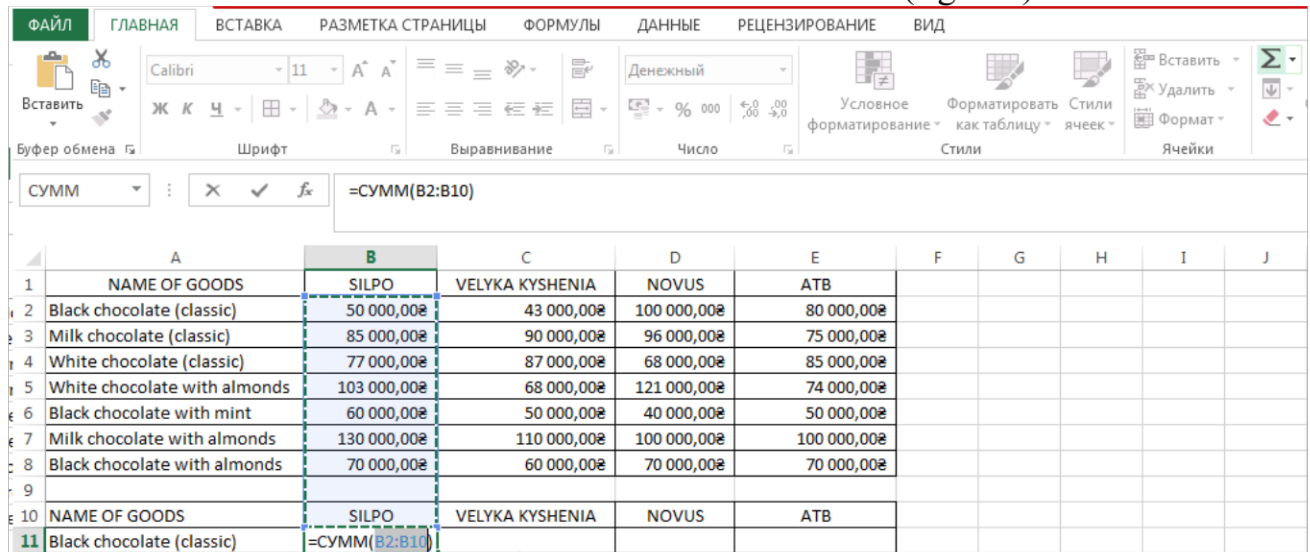 ФАЙЛ ГЛАВНАЯ ВСТАВКА РАЗМЕТКА СТРАНИЦЫ ФОРМУЛЫ ДАННЫЕ РЕЦЕНЗИРОВАНИЕ ВИД
Вставить
Calibri 11
Ж К Ч
Денежный
% 000
Условное форматирование
Форматировать как таблицу
Стили ячеек
Вставить
Удалить
Формат
Буфер обмена Шрифт Выравнивание Число Стили Ячейки
СУММ fx =СУММ(B2:B10)
A B C D E F G H I J
1 NAME OF GOODS SILPO VELYKA KYSHENIA NOVUS ATB
2 Black chocolate (classic) 50 000,00₴ 43 000,00₴ 100 000,00₴ 80 000,00₴
3 Milk chocolate (classic) 85 000,00₴ 90 000,00₴ 96 000,00₴ 75 000,00₴
4 White chocolate (classic) 77 000,00₴ 87 000,00₴ 68 000,00₴ 85 000,00₴
5 White chocolate with almonds 103 000,00₴ 68 000,00₴ 121 000,00₴ 74 000,00₴
6 Black chocolate with mint 60 000,00₴ 50 000,00₴ 40 000,00₴ 50 000,00₴
7 Milk chocolate with almonds 130 000,00₴ 110 000,00₴ 100 000,00₴ 100 000,00₴
8 Black chocolate with almonds 70 000,00₴ 60 000,00₴ 70 000,00₴ 70 000,00₴
9
10 NAME OF GOODS SILPO VELYKA KYSHENIA NOVUS ATB
11 Black chocolate (classic) =СУММ(B2:B10)